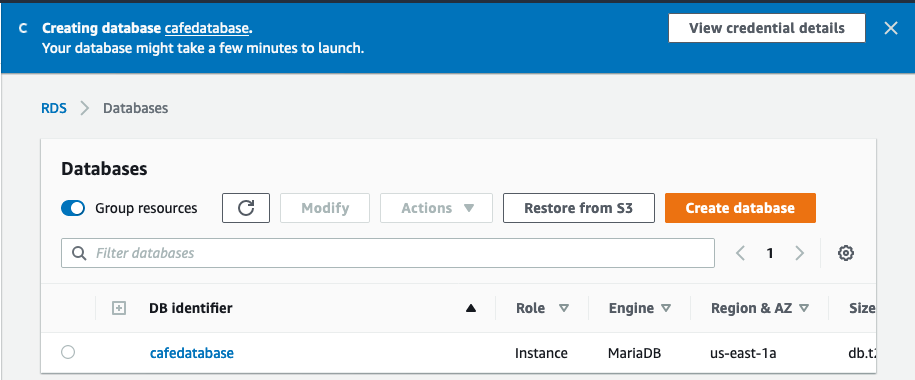 Creating database cafedatabase.
View credential details
Your database might take a few minutes to launch.
RDS > Databases
Databases
Group resources Modify Actions Restore from S3 Create database
Filter databases 1
DB identifier Role Engine Region & AZ Size
cafedatabase Instance MariaDB us-east-1a